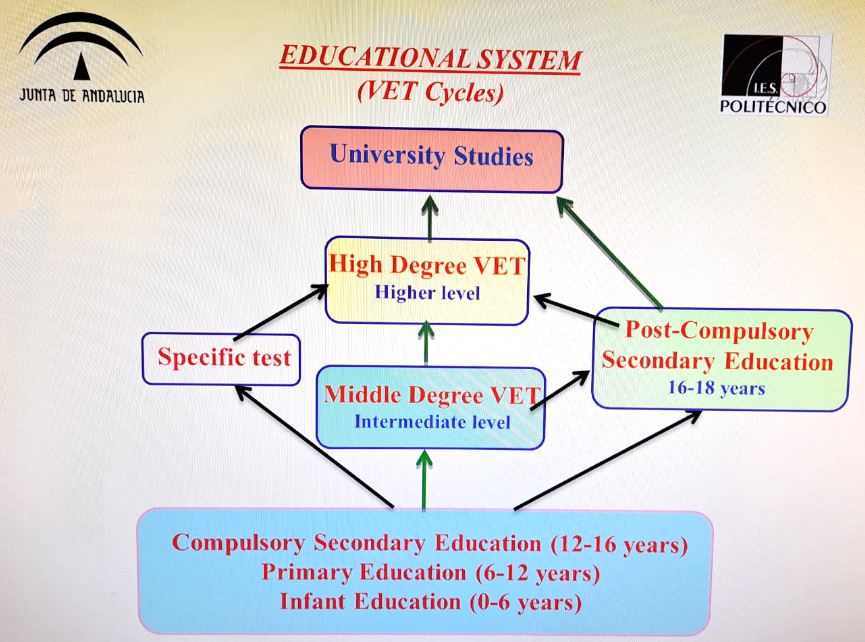 JUNTA DE ANDALUCIA
EDUCATIONAL SYSTEM
(VET Cycles)
I.E.S.
POLITÉCNICO
University Studies
High Degree VET
Higher level
Specific test
Post-Compulsory
Secondary Education
16-18 years
Middle Degree VET
Intermediate level
Compulsory Secondary Education (12-16 years)
Primary Education (6-12 years)
Infant Education (0-6 years)